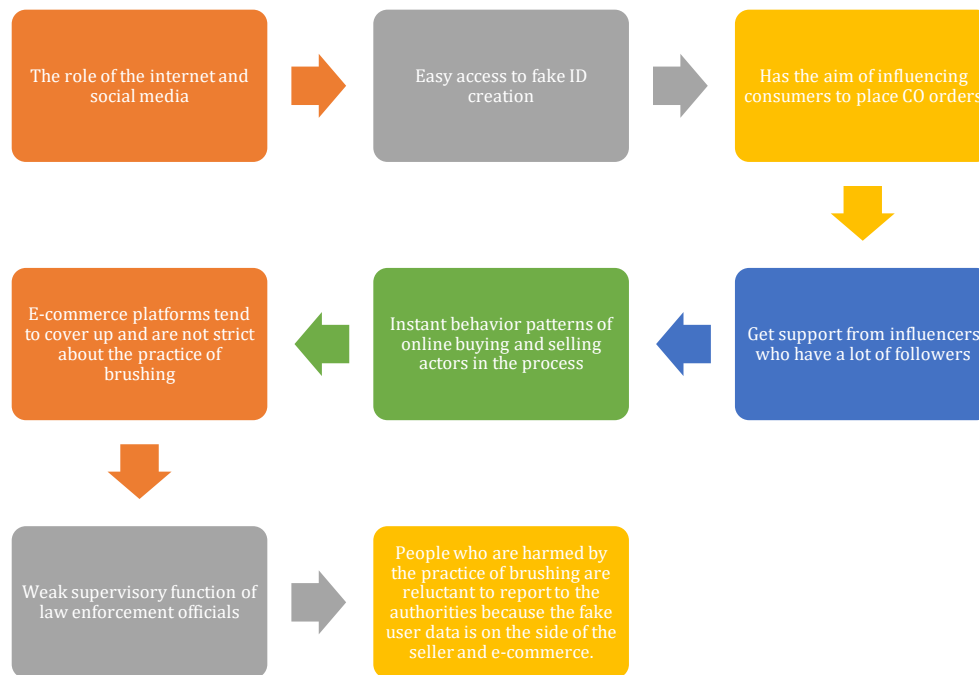 The role of the internet and
social media
Easy access to fake ID
creation
Has the aim of influencing
consumers to place CO orders
Get support from influencers
who have a lot of followers
Instant behavior patterns of
online buying and selling
actors in the process
E-commerce platforms tend
to cover up and are not strict
about the practice of
brushing
Weak supervisory function of
law enforcement officials
People who are harmed by
the practice of brushing are
reluctant to report to the
authorities because the fake
user data is on the side of the
seller and e-commerce.